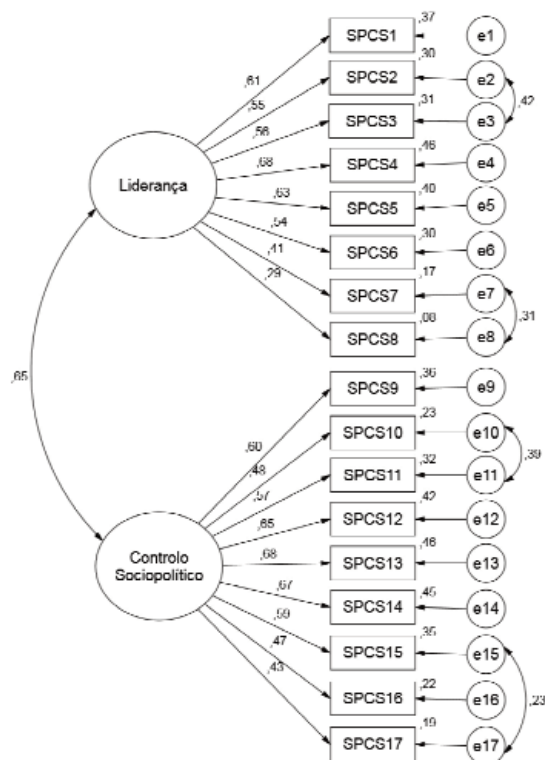 ,37
SPCS1
e1
,30
,61
SPCS2
e2
,55
,31
,42
SPCS3
e3
,56
,46
SPCS4
e4
,68
Liderança
,40
,63
SPCS5
e5
,30
,54
SPCS6
e6
,41
,17
SPCS7
e7
,29
,08
,31
SPCS8
e8
,65
,36
SPCS9
e9
,23
,60
SPCS10
e10
,48
,32
,39
SPCS11
e11
,57
,42
SPCS12
e12
,65
,46
Controlo
Sociopolítico
,68
SPCS13
e13
,67
,45
SPCS14
e14
,59
,35
SPCS15
e15
,47
,22
SPCS16
e16
,23
,43
,19
SPCS17
e17